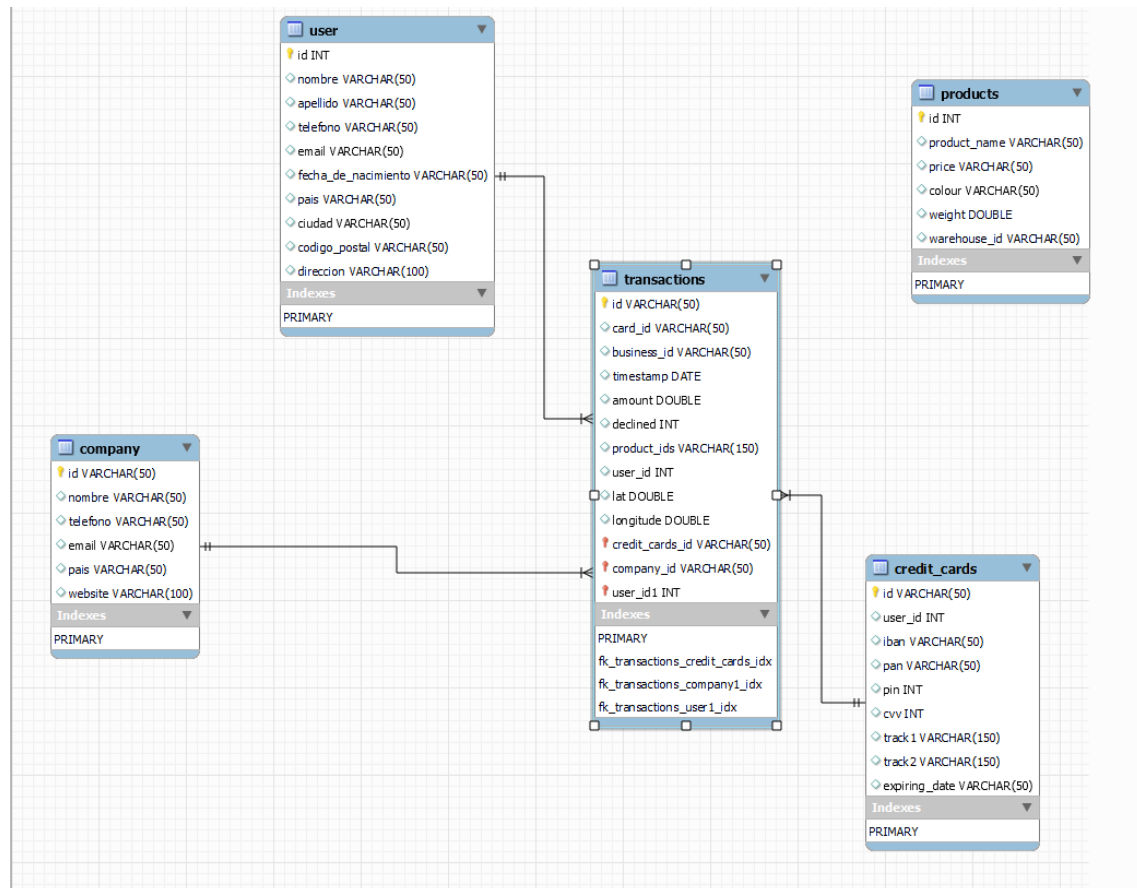 user
id INT
nombre VARCHAR(50)
apellido VARCHAR(50)
telefono VARCHAR(50)
email VARCHAR(50)
fecha_de_nacimiento VARCHAR(50)
pais VARCHAR(50)
ciudad VARCHAR(50)
codigo_postal VARCHAR(50)
direccion VARCHAR(100)
Indexes
PRIMARY
products
id INT
product_name VARCHAR(50)
price VARCHAR(50)
colour VARCHAR(50)
weight DOUBLE
warehouse_id VARCHAR(50)
Indexes
PRIMARY
transactions
id VARCHAR(50)
card_id VARCHAR(50)
business_id VARCHAR(50)
timestamp DATE
amount DOUBLE
declined INT
product_ids VARCHAR(150)
user_id INT
lat DOUBLE
longitude DOUBLE
credit_cards_id VARCHAR(50)
company_id VARCHAR(50)
user_id1 INT
Indexes
PRIMARY
fk_transactions_credit_cards_idx
fk_transactions_company1_idx
fk_transactions_user1_idx
company
id VARCHAR(50)
nombre VARCHAR(50)
telefono VARCHAR(50)
email VARCHAR(50)
pais VARCHAR(50)
website VARCHAR(100)
Indexes
PRIMARY
credit_cards
id VARCHAR(50)
user_id INT
iban VARCHAR(50)
pan VARCHAR(50)
pin INT
cvv INT
track1 VARCHAR(150)
track2 VARCHAR(150)
expiring_date VARCHAR(50)
Indexes
PRIMARY